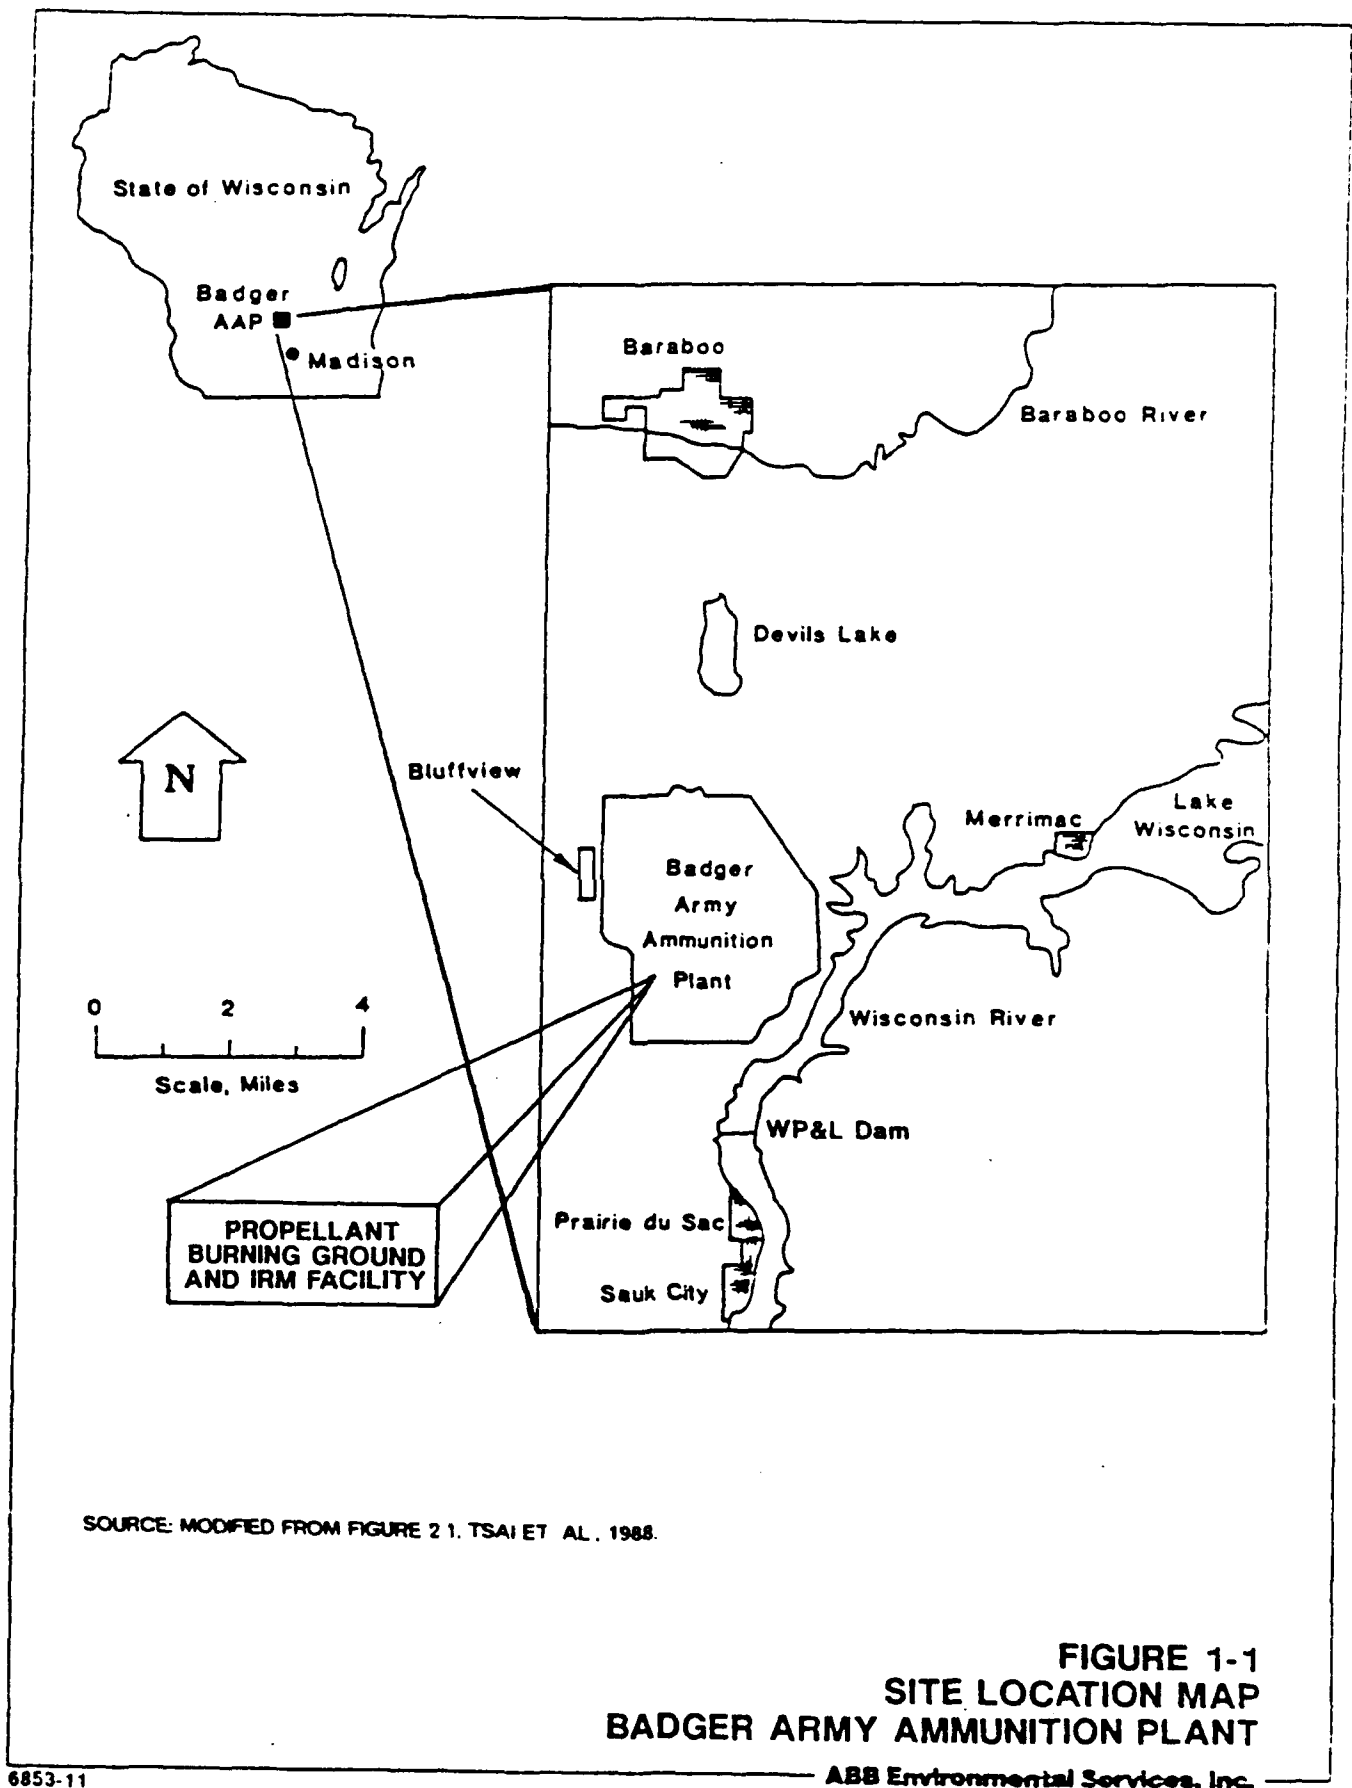 State of Wisconsin
Badger
AAP
Madison
Baraboo
Baraboo River
Devils Lake
N
Bluffview
Merrimac
Lake
Wisconsin
Badger
Army
Ammunition
Plant
0 2 4
Scale, Miles
Wisconsin River
WP&L Dam
PROPELLANT
BURNING GROUND
AND IRM FACILITY
Prairie du Sac
Sauk City
SOURCE: MODIFIED FROM FIGURE 2 1. TSAI ET AL. 1988.
FIGURE 1-1
SITE LOCATION MAP
BADGER ARMY AMMUNITION PLANT
6853-11
ABB Environmental Services, Inc.